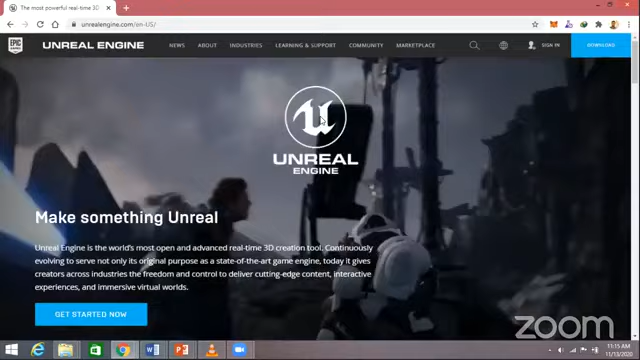 The most powerful real-time 3D
unrealengine.com/en-US/
EPIC GAMES
UNREAL ENGINE
NEWS
ABOUT
INDUSTRIES
LEARNING & SUPPORT
COMMUNITY
MARKETPLACE
SIGN IN
DOWNLOAD
UNREAL
ENGINE
Make something Unreal
Unreal Engine is the world's most open and advanced real-time 3D creation tool. Continuously
evolving to serve not only its original purpose as a state-of-the-art game engine, today it gives
creators across industries the freedom and control to deliver cutting-edge content, interactive
experiences, and immersive virtual worlds.
GET STARTED NOW
zoom
11:15 AM
11/13/2020